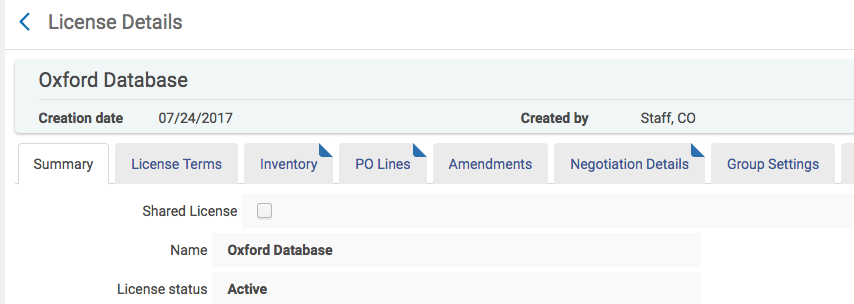 License Details
Oxford Database
Creation date 07/24/2017 Created by Staff, CO
Summary License Terms Inventory PO Lines Amendments Negotiation Details Group Settings
Shared License
Name Oxford Database
License status Active